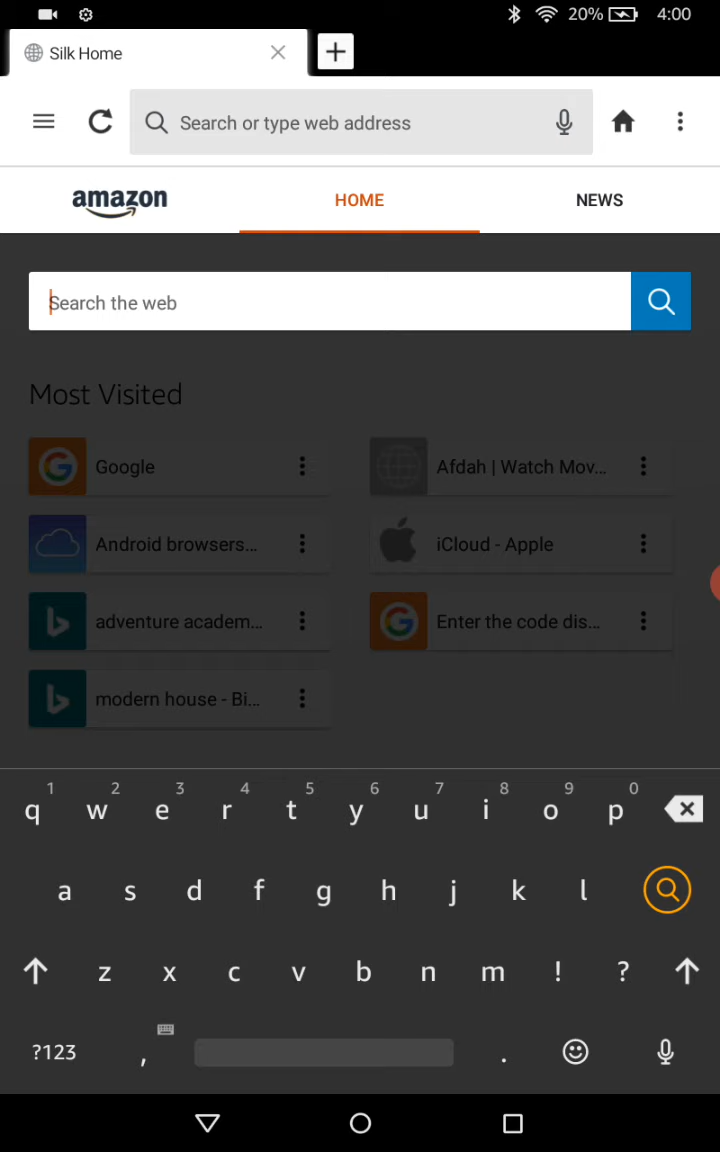 20% 4:00
Silk Home
Search or type web address
amazon HOME NEWS
Search the web
Most Visited
Google Afdah | Watch Mov...
Android browsers... iCloud - Apple
adventure academ... Enter the code dis...
modern house - Bi...
1 2 3 4 5 6 7 8 9 0
q w e r t y u i o p
a s d f g h j k l
z x c v b n m ! ?
?123 , .